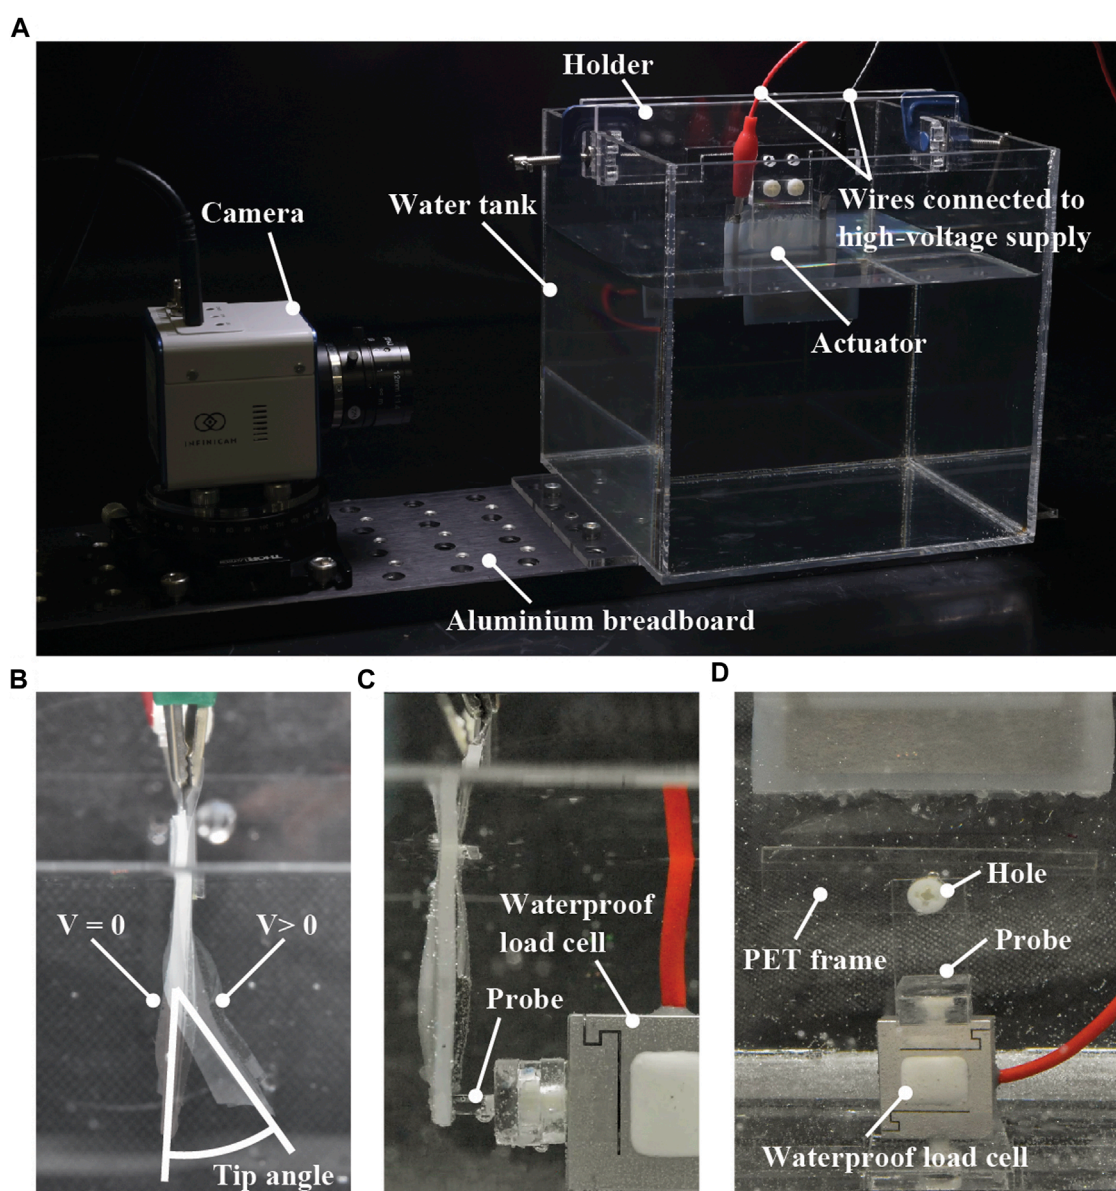 A
Holder
Camera
Water tank
Wires connected to
high-voltage supply
Actuator
INFINICAM
Aluminium breadboard
B
V = 0
V> 0
Tip angle
C
Waterproof
load cell
Probe
D
Hole
Probe
PET frame
Waterproof load cell